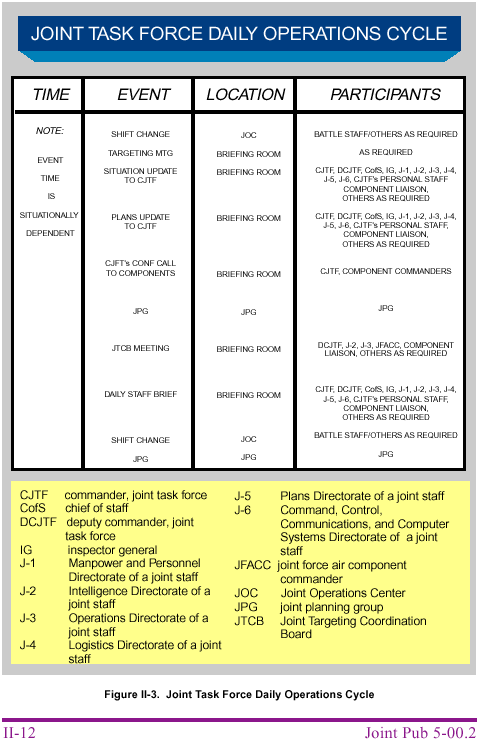 JOINT TASK FORCE DAILY OPERATIONS CYCLE
TIME EVENT LOCATION PARTICIPANTS
NOTE:
EVENT
TIME
IS
SITUATIONALLY
DEPENDENT
SHIFT CHANGE JOC BATTLE STAFF/OTHERS AS REQUIRED
TARGETING MTG BRIEFING ROOM AS REQUIRED
SITUATION UPDATE BRIEFING ROOM CJTF, DCJTF, CofS, IG, J-1, J-2, J-3, J-4,
TO CJTF J-5, J-6, CJTF's PERSONAL STAFF
COMPONENT LIAISON,
OTHERS AS REQUIRED
PLANS UPDATE BRIEFING ROOM CJTF, DCJTF, CofS, IG, J-1, J-2, J-3, J-4,
TO CJTF J-5, J-6, CJTF's PERSONAL STAFF,
COMPONENT LIAISON,
OTHERS AS REQUIRED
CJFT's CONF CALL
TO COMPONENTS BRIEFING ROOM CJTF, COMPONENT COMMANDERS
JPG JPG JPG
JTCB MEETING BRIEFING ROOM DCJTF, J-2, J-3, JFACC, COMPONENT
LIAISON, OTHERS AS REQUIRED
DAILY STAFF BRIEF BRIEFING ROOM CJTF, DCJTF, CofS, IG, J-1, J-2, J-3, J-4,
J-5, J-6, CJTF's PERSONAL STAFF,
COMPONENT LIAISON,
OTHERS AS REQUIRED
SHIFT CHANGE JOC BATTLE STAFF/OTHERS AS REQUIRED
JPG JPG JPG
CJTF commander, joint task force
CofS chief of staff
DCJTF deputy commander, joint
task force
IG inspector general
J-1 Manpower and Personnel
Directorate of a joint staff
J-2 Intelligence Directorate of a
joint staff
J-3 Operations Directorate of a
joint staff
J-4 Logistics Directorate of a joint
staff
J-5 Plans Directorate of a joint staff
J-6 Command, Control,
Communications, and Computer
Systems Directorate of a joint
staff
JFACC joint force air component
commander
JOC Joint Operations Center
JPG joint planning group
JTCB Joint Targeting Coordination
Board
Figure II-3. Joint Task Force Daily Operations Cycle
II-12 Joint Pub 5-00.2